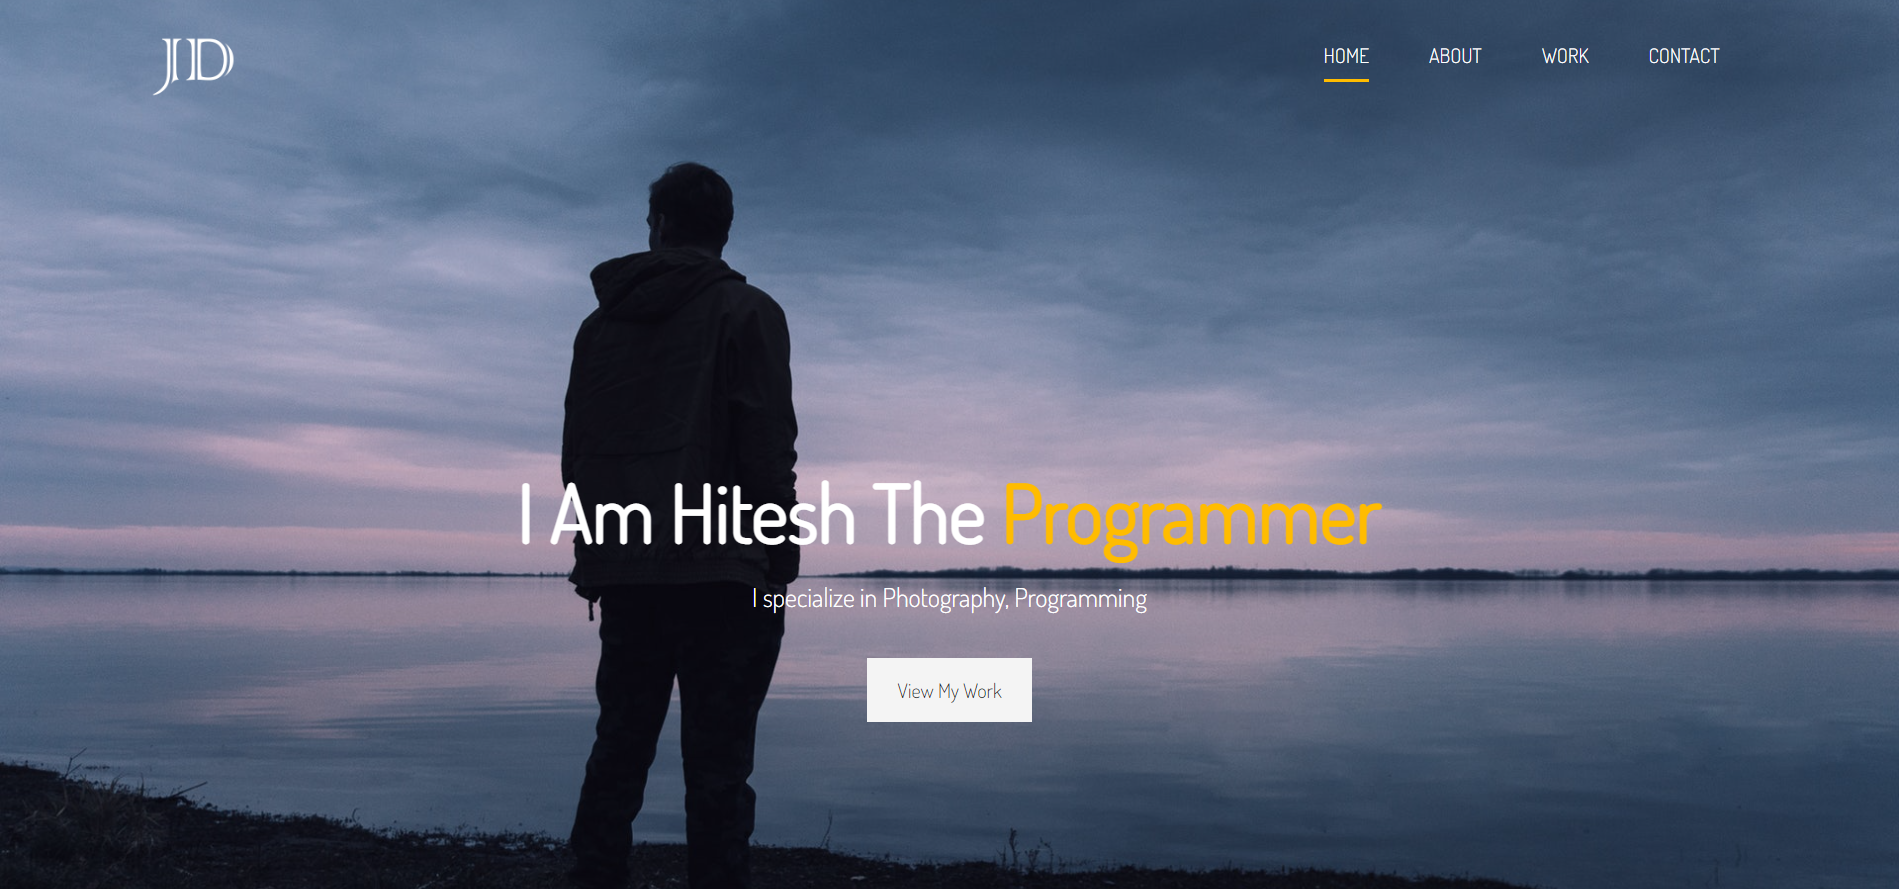 JD
HOME ABOUT WORK CONTACT
I Am Hitesh The Programmer
I specialize in Photography, Programming
View My Work